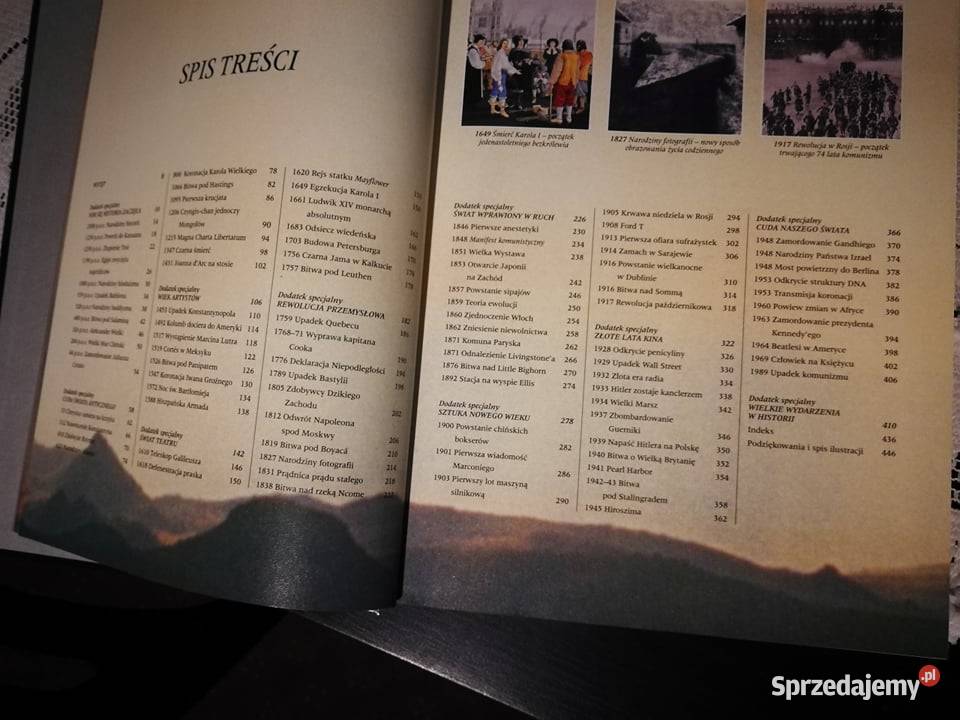 SPIS TREŚCI
WSTĘP 8
Dodatek specjalny
1200 p.n.e. Zdobycie Troi 22
1000 p.n.e. Narodziny
Dodatek specjalny
800 Koronacja Karola Wielkiego 78
1066 Bitwa pod Hastings 82
1095 Pierwsza krucjata 86
1206 Czyngis-chan jednoczy
Mongołów 90
1215 Magna Charta Libertatum 94
1347 Czarna śmierć 98
1431 Joanna d'Arc na stosie 102
Dodatek specjalny
WIEK ARTYSTÓW 106
1453 Upadek Konstantynopola 110
1492 Kolumb dociera do Ameryki 114
1517 Wystąpienie Marcina Lutra 118
1519 Cortés w Meksyku 122
1526 Bitwa pod Panipatem 126
1547 Koronacja Iwana Groźnego 130
1572 Noc św. Bartłomieja 134
1588 Hiszpańska Armada 138
Dodatek specjalny
ŚWIAT TEATRU 142
1610 Teleskop Galileusza 146
1618 Defenestracja praska 150
1620 Rejs statku Mayflower
1649 Egzekucja Karola I
1661 Ludwik XIV monarchą
absolutnym 162
1683 Odsiecz wiedeńska
1703 Budowa Petersburga
1756 Czarna Jama w Kalkucie
1757 Bitwa pod Leuthen
Dodatek specjalny
REWOLUCJA PRZEMYSŁOWA 182
1759 Upadek Quebecu
1768–71 Wyprawa kapitana
Cooka 190
1776 Deklaracja Niepodległości
1789 Upadek Bastylii
1805 Zdobywcy Dzikiego
Zachodu 202
1812 Odwrót Napoleona
spod Moskwy 206
1819 Bitwa pod Boyacá 210
1827 Narodziny fotografii 214
1831 Prądnica prądu stałego 218
1838 Bitwa nad rzeką Ncome
1649 Śmierć Karola I – początek
jedenastoletniego bezkrólewia
1827 Narodziny fotografii – nowy sposób
obrazowania życia codziennego
1917 Rewolucja w Rosji – początek
trwającego 74 lata komunizmu
Dodatek specjalny
ŚWIAT WPRAWIONY W RUCH 226
1846 Pierwsze anestetyki 230
1848 Manifest komunistyczny 234
1851 Wielka Wystawa 238
1853 Otwarcie Japonii
na Zachód 242
1857 Powstanie sipajów 246
1859 Teoria ewolucji 250
1860 Zjednoczenie Włoch 254
1862 Zniesienie niewolnictwa 258
1871 Komuna Paryska 262
1871 Odnalezienie Livingstone'a 266
1876 Bitwa nad Little Bighorn 270
1892 Stacja na wyspie Ellis 274
Dodatek specjalny
SZTUKA NOWEGO WIEKU 278
1900 Powstanie chińskich
bokserów 282
1901 Pierwsza wiadomość
Marconiego 286
1903 Pierwszy lot maszyną
silnikową 290
1905 Krwawa niedziela w Rosji 294
1908 Ford T 298
1913 Pierwsza ofiara sufrażystek 302
1914 Zamach w Sarajewie 306
1916 Powstanie wielkanocne
w Dublinie 310
1916 Bitwa nad Sommą 314
1917 Rewolucja październikowa 318
Dodatek specjalny
ZŁOTE LATA KINA 322
1928 Odkrycie penicyliny 326
1929 Upadek Wall Street 330
1932 Złota era radia 334
1933 Hitler zostaje kanclerzem 338
1934 Wielki Marsz 342
1937 Zbombardowanie
Guerniki 346
1939 Napaść Hitlera na Polskę 350
1940 Bitwa o Wielką Brytanię 352
1941 Pearl Harbor 354
1942–43 Bitwa
pod Stalingradem 358
1945 Hiroszima 362
Dodatek specjalny
CUDA NASZEGO ŚWIATA 366
1948 Zamordowanie Gandhiego 370
1948 Narodziny Państwa Izrael 374
1948 Most powietrzny do Berlina 378
1953 Odkrycie struktury DNA 382
1953 Transmisja koronacji 386
1960 Powiew zmian w Afryce 390
1963 Zamordowanie prezydenta
Kennedy'ego 394
1964 Beatlesi w Ameryce 398
1969 Człowiek na Księżycu 402
1989 Upadek komunizmu 406
Dodatek specjalny
WIELKIE WYDARZENIA
W HISTORII 410
Indeks 436
Podziękowania i spis ilustracji 446
Sprzedajemy.pl